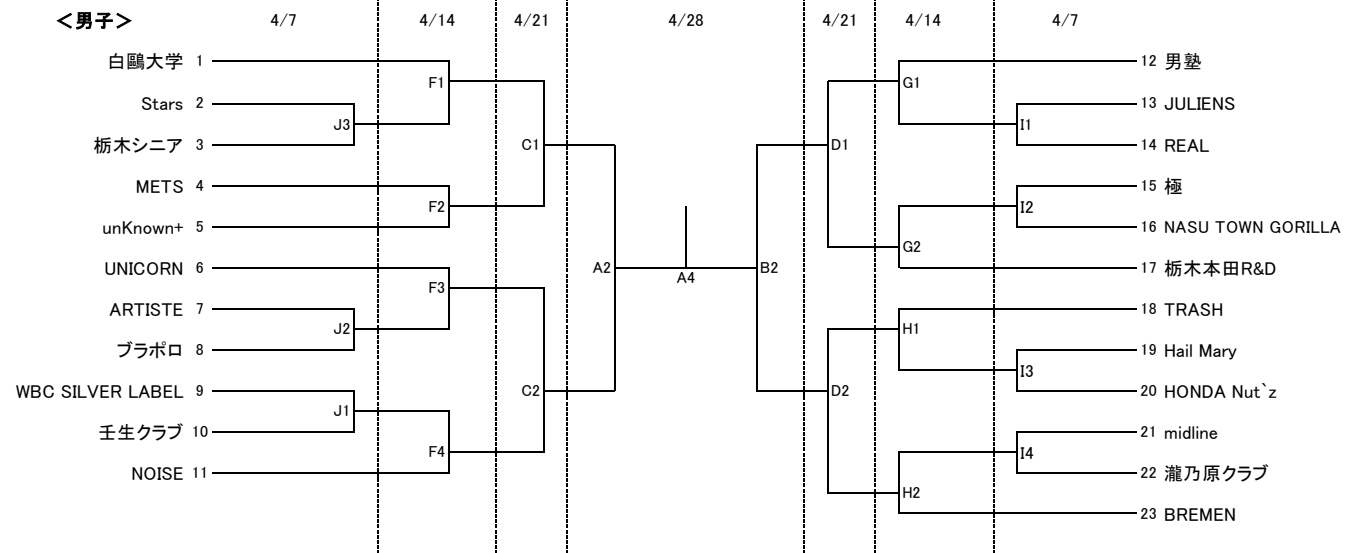 <男子> 4/7 4/14 4/21 4/28 4/21 4/14 4/7
白鷗大学 1
Stars 2
栃木シニア 3
METS 4
unKnown+ 5
UNICORN 6
ARTISTE 7
ブラポロ 8
WBC SILVER LABEL 9
壬生クラブ 10
NOISE 11
J3
J2
J1
F1
F2
F3
F4
C1
C2
A2
A4
B2
D1
D2
G1
G2
H1
H2
I1
I2
I3
I4
12 男塾
13 JULIENS
14 REAL
15 極
16 NASU TOWN GORILLA
17 栃木本田R&D
18 TRASH
19 Hail Mary
20 HONDA Nut`z
21 midline
22 瀧乃原クラブ
23 BREMEN